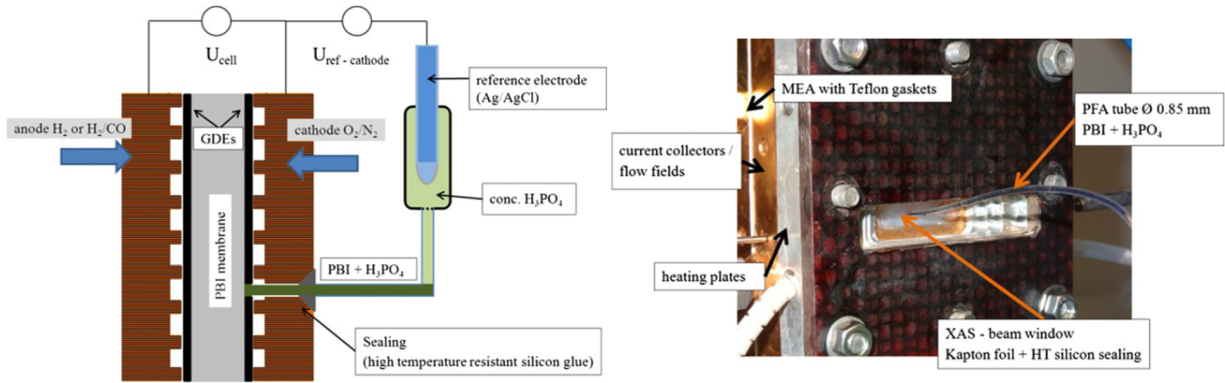 U cell
U ref - cathode
reference electrode
(Ag/AgCl)
anode H₂ or H₂/CO
GDEs
cathode O₂/N₂
conc. H₃PO₄
PBI membrane
PBI + H₃PO₄
Sealing
(high temperature resistant silicon glue)
MEA with Teflon gaskets
current collectors /
flow fields
heating plates
PFA tube Ø 0.85 mm
PBI + H₃PO₄
XAS - beam window
Kapton foil + HT silicon sealing